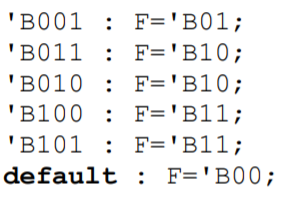 'B001 : F='B01;
'B011 : F='B10;
'B010 : F='B10;
'B100 : F='B11;
'B101 : F='B11;
default : F='B00;